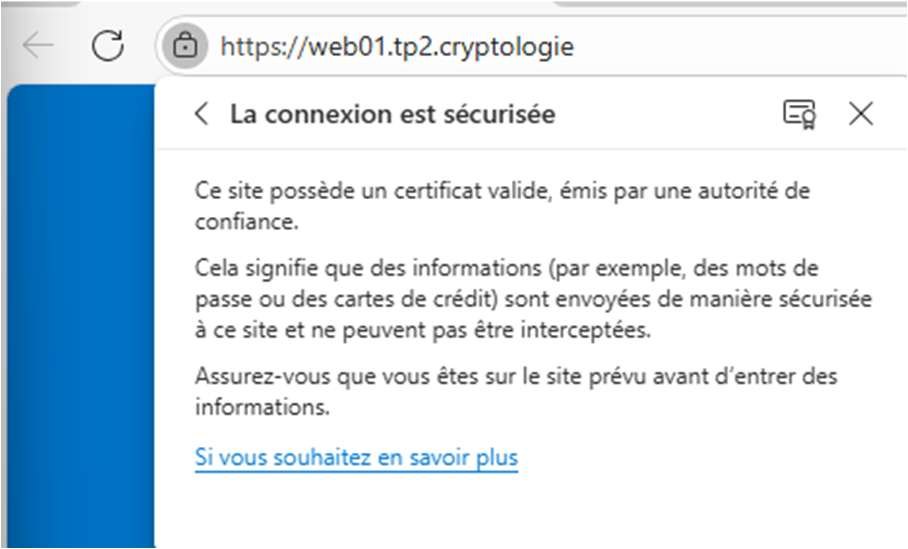 https://web01.tp2.cryptologie
La connexion est sécurisée
Ce site possède un certificat valide, émis par une autorité de
confiance.
Cela signifie que des informations (par exemple, des mots de
passe ou des cartes de crédit) sont envoyées de manière sécurisée
à ce site et ne peuvent pas être interceptées.
Assurez-vous que vous êtes sur le site prévu avant d'entrer des
informations.
Si vous souhaitez en savoir plus